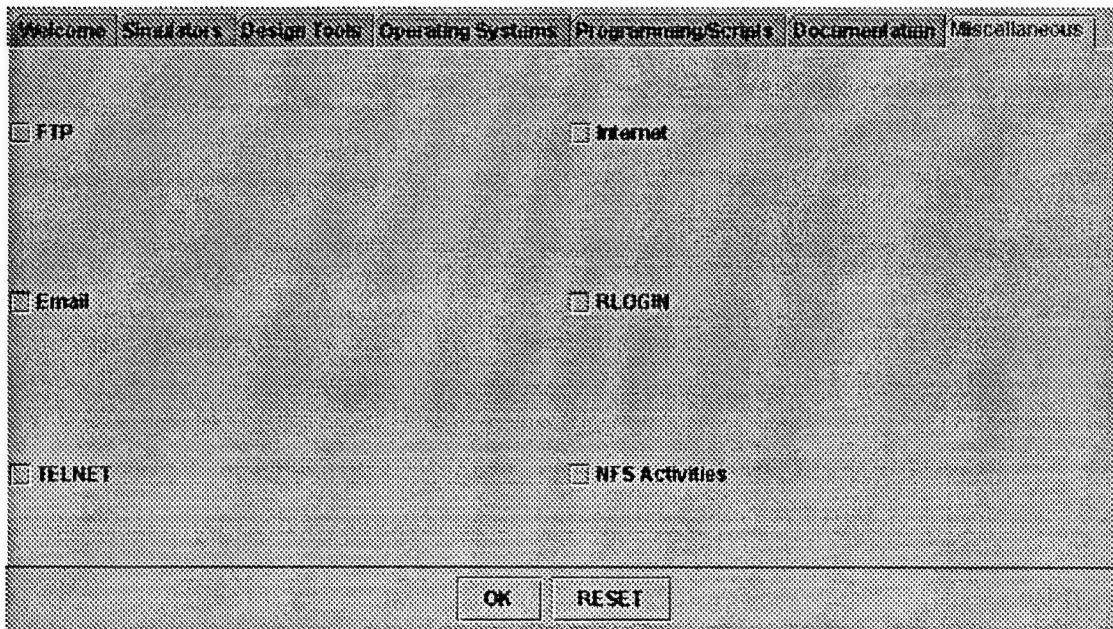 Welcome Simulators Design Tools Operating Systems Programming/Scripts Documentation Miscellaneous
FTP Internet
Email RLOGIN
TELNET NFS Activities
OK RESET